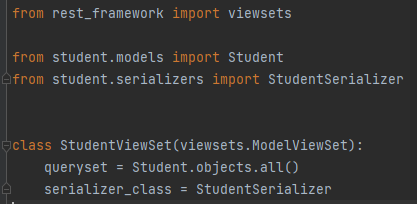 from rest_framework import viewsets
from student.models import Student
from student.serializers import StudentSerializer
class StudentViewSet(viewsets.ModelViewSet):
    queryset = Student.objects.all()
    serializer_class = StudentSerializer